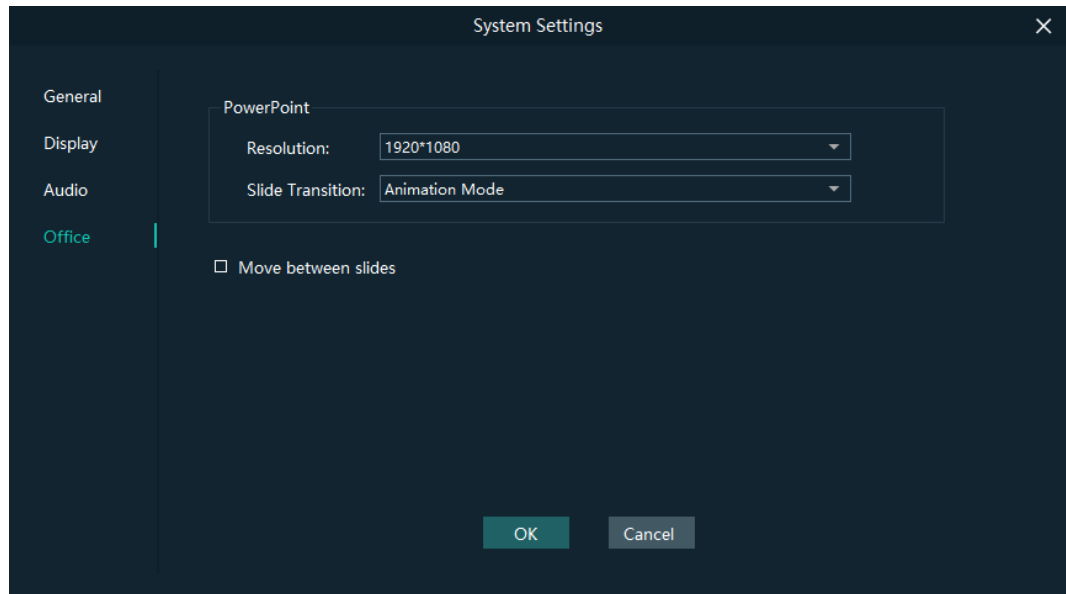 System Settings
General
Display
Audio
Office
PowerPoint
Resolution: 1920*1080
Slide Transition: Animation Mode
Move between slides
OK Cancel